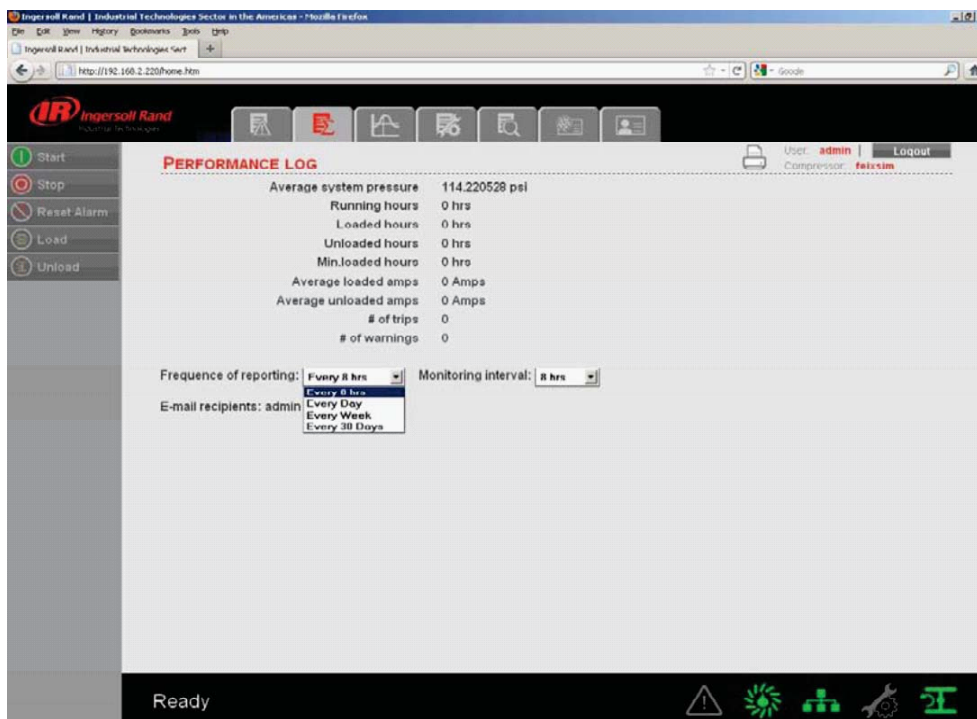 Ingersoll Rand | Industrial Technologies Sector in the Americas - Mozilla Firefox
File Edit View History Bookmarks Tools Help
Ingersoll Rand | Industrial Technologies Sect +
http://192.168.2.220/home.htm
Google
IR Ingersoll Rand
Industrial Technologies
User: admin | Logout
Compressor: feixsim
Start
Stop
Reset Alarm
Load
Unload
PERFORMANCE LOG
Average system pressure 114.220528 psi
Running hours 0 hrs
Loaded hours 0 hrs
Unloaded hours 0 hrs
Min.loaded hours 0 hrs
Average loaded amps 0 Amps
Average unloaded amps 0 Amps
# of trips 0
# of warnings 0
Frequence of reporting: Every 8 hrs Monitoring interval: 8 hrs
Every 8 hrs
E-mail recipients: admin Every Day
Every Week
Every 30 Days
Ready